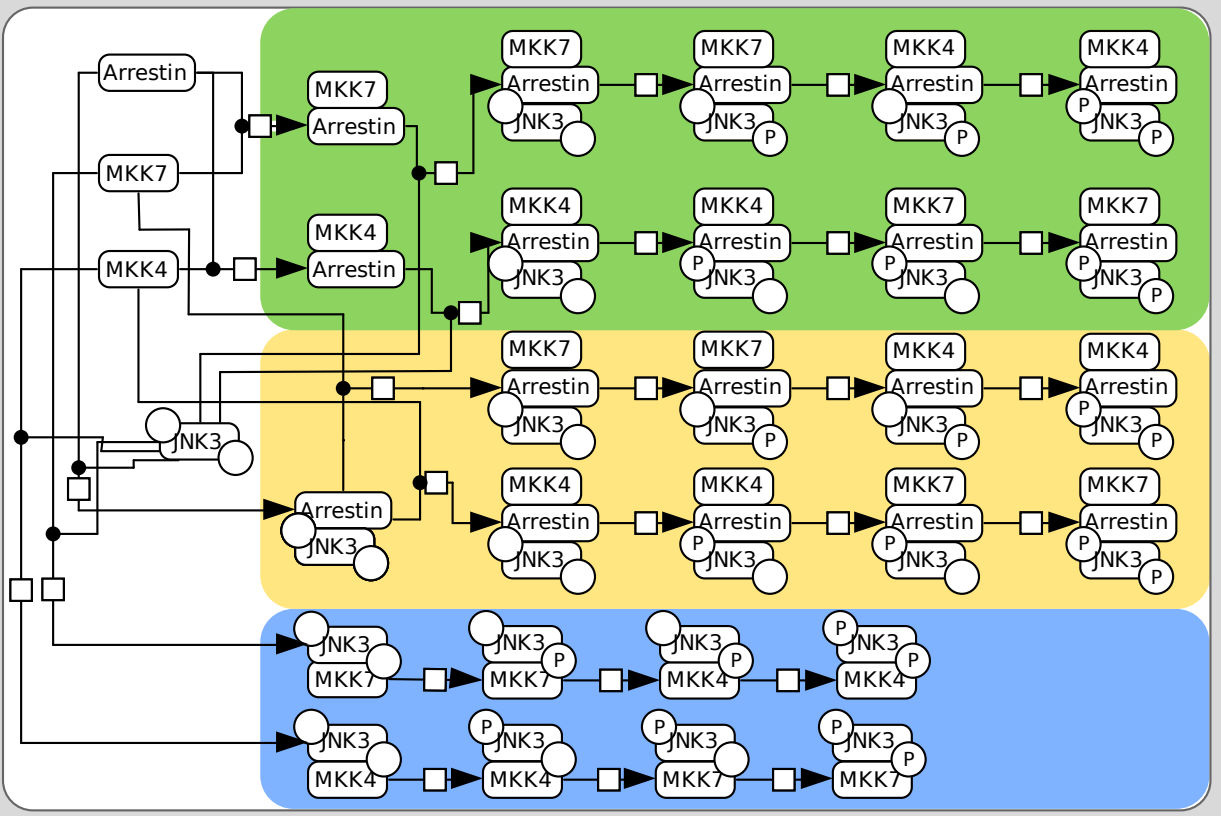 Arrestin
MKK7
MKK4
JNK3
MKK7
Arrestin
MKK4
Arrestin
MKK7
Arrestin
JNK3
MKK7
Arrestin
JNK3
P
MKK4
Arrestin
JNK3
P
MKK4
Arrestin
P
JNK3
P
MKK4
Arrestin
JNK3
MKK4
Arrestin
P
JNK3
MKK7
Arrestin
P
JNK3
MKK7
Arrestin
P
JNK3
P
Arrestin
JNK3
MKK7
Arrestin
JNK3
MKK7
Arrestin
JNK3
P
MKK4
Arrestin
JNK3
P
MKK4
Arrestin
P
JNK3
P
MKK4
Arrestin
JNK3
MKK4
Arrestin
P
JNK3
MKK7
Arrestin
P
JNK3
MKK7
Arrestin
P
JNK3
P
JNK3
MKK7
JNK3
P
MKK7
JNK3
P
MKK4
P
JNK3
P
MKK4
JNK3
MKK4
P
JNK3
MKK4
P
JNK3
MKK7
P
JNK3
P
MKK7